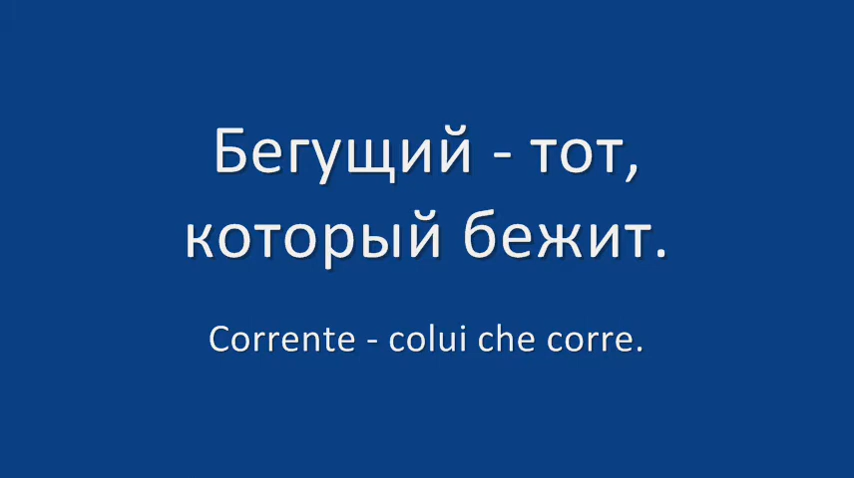 Бегущий - тот,
который бежит.
Corrente - colui che corre.